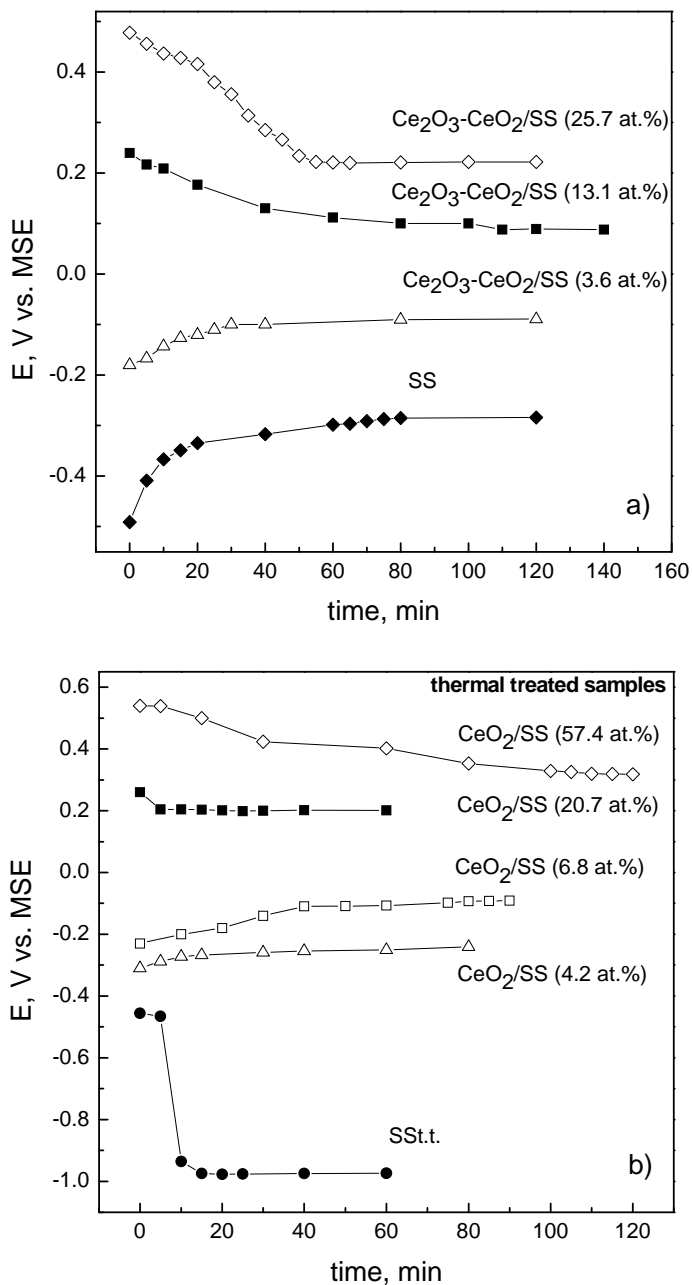 0.4
0.2
0.0
-0.2
-0.4
E, V vs. MSE
Ce2O3-CeO2/SS (25.7 at.%)
Ce2O3-CeO2/SS (13.1 at.%)
Ce2O3-CeO2/SS (3.6 at.%)
SS
a)
0 20 40 60 80 100 120 140 160
time, min
thermal treated samples
0.6
0.4
0.2
0.0
-0.2
-0.4
-0.6
-0.8
-1.0
E, V vs. MSE
CeO2/SS (57.4 at.%)
CeO2/SS (20.7 at.%)
CeO2/SS (6.8 at.%)
CeO2/SS (4.2 at.%)
SSt.t.
b)
0 20 40 60 80 100 120
time, min